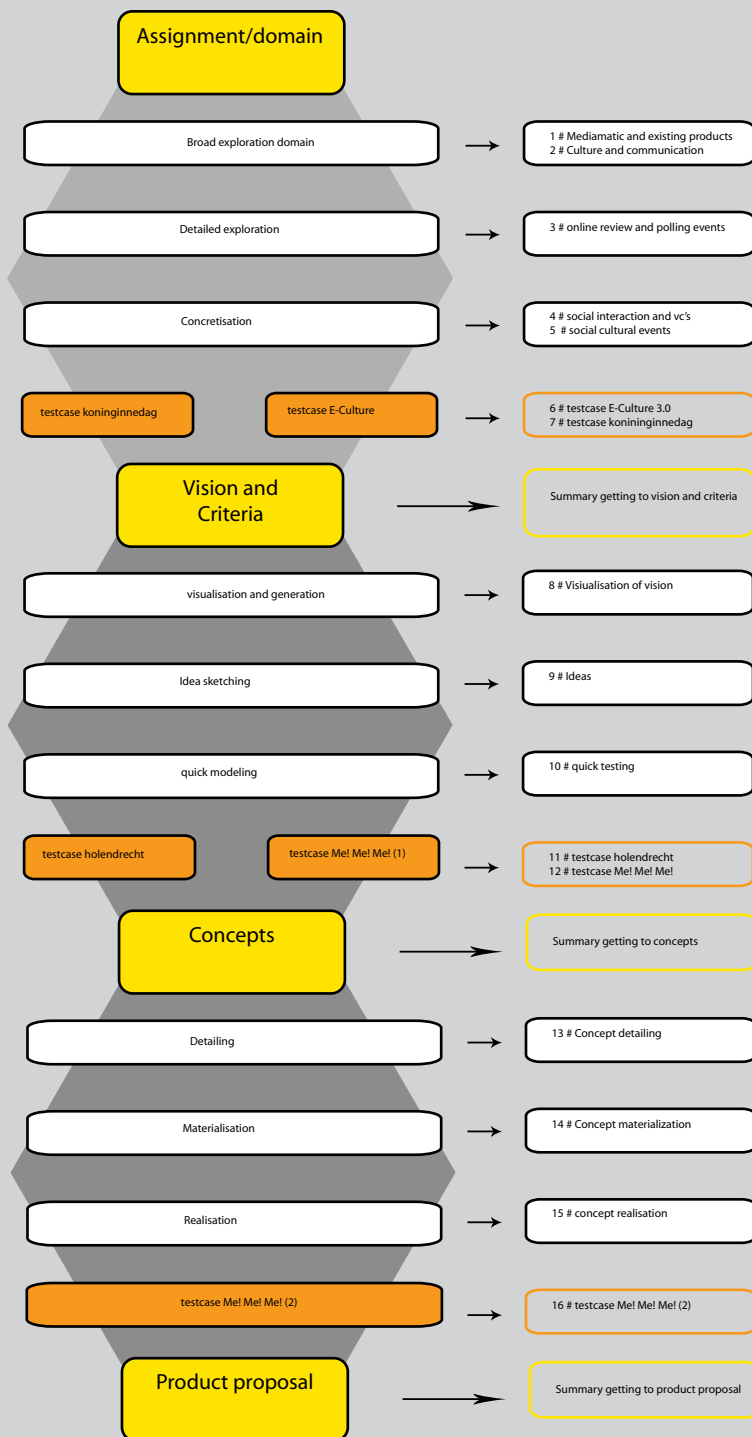 Assignment/domain
Broad exploration domain
1 # Mediamatic and existing products
2 # Culture and communication
Detailed exploration
3 # online review and polling events
Concretisation
4 # social interaction and vc's
5 # social cultural events
testcase koninginnedag
testcase E-Culture
6 # testcase E-Culture 3.0
7 # testcase konininginnedag
Vision and
Criteria
Summary getting to vision and criteria
visualisation and generation
8 # Visiualisation of vision
Idea sketching
9 # Ideas
quick modeling
10 # quick testing
testcase holendrecht
testcase Me! Me! Me! (1)
11 # testcase holendrecht
12 # testcase Me! Me! Me!
Concepts
Summary getting to concepts
Detailing
13 # Concept detailing
Materialisation
14 # Concept materialization
Realisation
15 # concept realisation
testcase Me! Me! Me! (2)
16 # testcase Me! Me! Me! (2)
Product proposal
Summary getting to product proposal